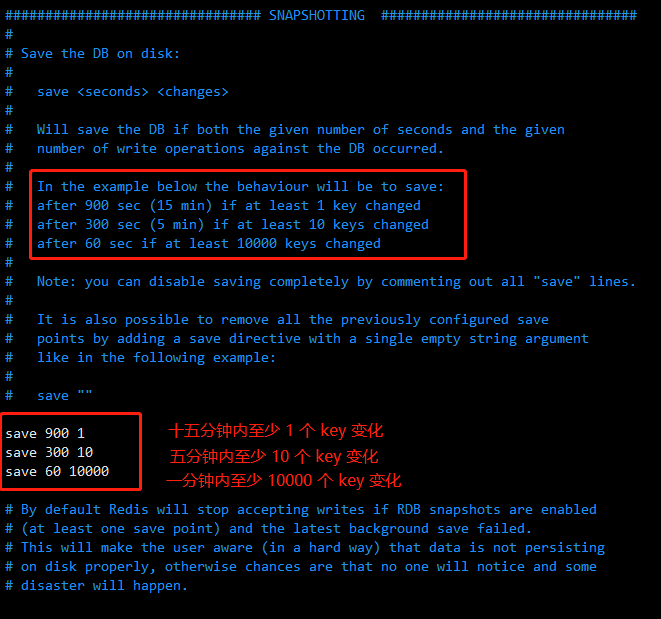 ################################ SNAPSHOTTING  ################################
#
# Save the DB on disk:
#
#   save <seconds> <changes>
#
#   Will save the DB if both the given number of seconds and the given
#   number of write operations against the DB occurred.
#
#   In the example below the behaviour will be to save:
#   after 900 sec (15 min) if at least 1 key changed
#   after 300 sec (5 min) if at least 10 keys changed
#   after 60 sec if at least 10000 keys changed
#
#   Note: you can disable saving completely by commenting out all "save" lines.
#
#   It is also possible to remove all the previously configured save
#   points by adding a save directive with a single empty string argument
#   like in the following example:
#
#   save ""
save 900 1 十五分钟内至少 1 个 key 变化
save 300 10 五分钟内至少 10 个 key 变化
save 60 10000 一分钟内至少 10000 个 key 变化
# By default Redis will stop accepting writes if RDB snapshots are enabled
# (at least one save point) and the latest background save failed.
# This will make the user aware (in a hard way) that data is not persisting
# on disk properly, otherwise chances are that no one will notice and some
# disaster will happen.